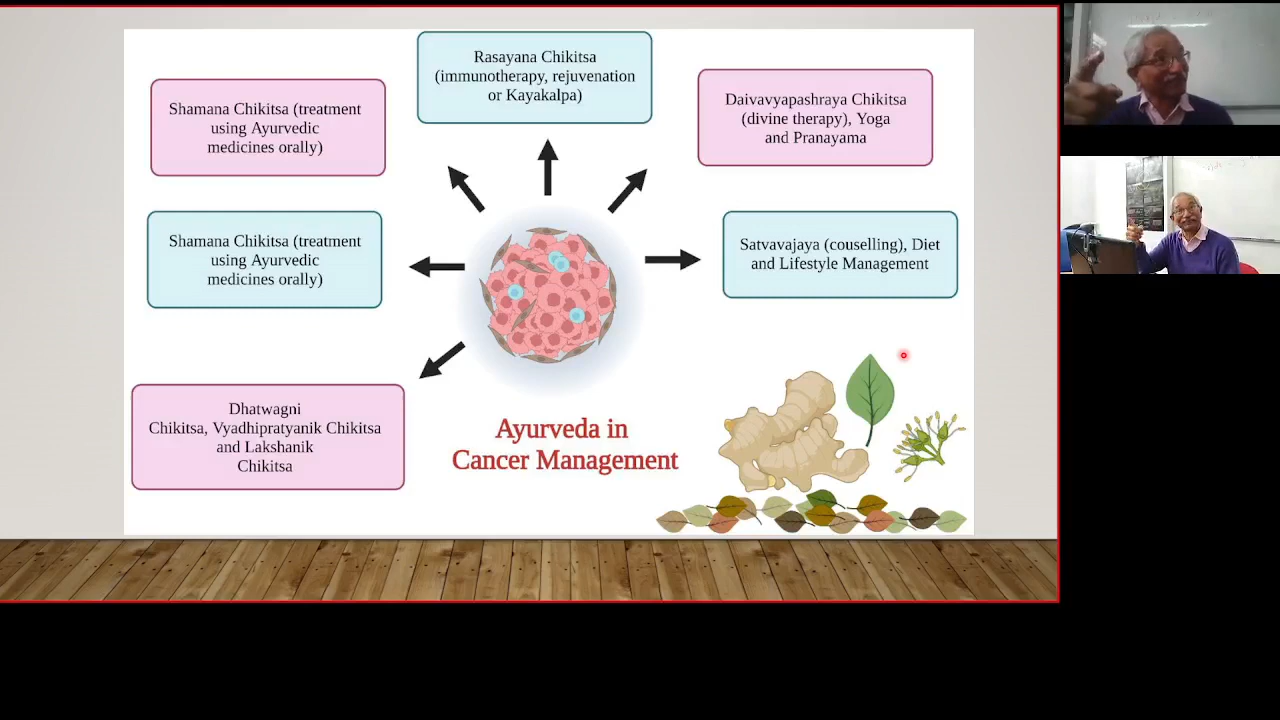 Rasayana Chikitsa
(immunotherapy, rejuvenation
or Kayakalpa)
Shamana Chikitsa (treatment
using Ayurvedic
medicines orally)
Daivavyapashraya Chikitsa
(divine therapy), Yoga
and Pranayama
Shamana Chikitsa (treatment
using Ayurvedic
medicines orally)
Satvavajaya (couselling), Diet
and Lifestyle Management
Dhatwagni
Chikitsa, Vyadhipratyanik Chikitsa
and Lakshanik
Chikitsa
Ayurveda in
Cancer Management